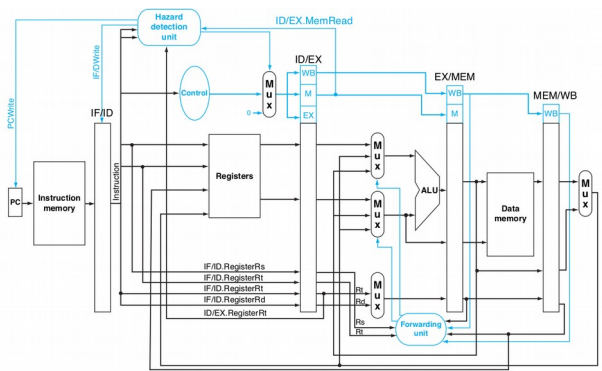 Hazard
detection
unit
ID/EX.MemRead
IF/DWrite
PCWrite
ID/EX
WB
M
EX
Control
Mux
0
EX/MEM
WB
M
MEM/WB
WB
IF/ID
PC
Instruction
memory
Instruction
Registers
Mux
Mux
ALU
Data
memory
Mux
IF/ID.RegisterRs
IF/ID.RegisterRt
IF/ID.RegisterRt
IF/ID.RegisterRd
ID/EX.RegisterRt
Rt
Rd
Mux
Rs
Rt
Forwarding
unit